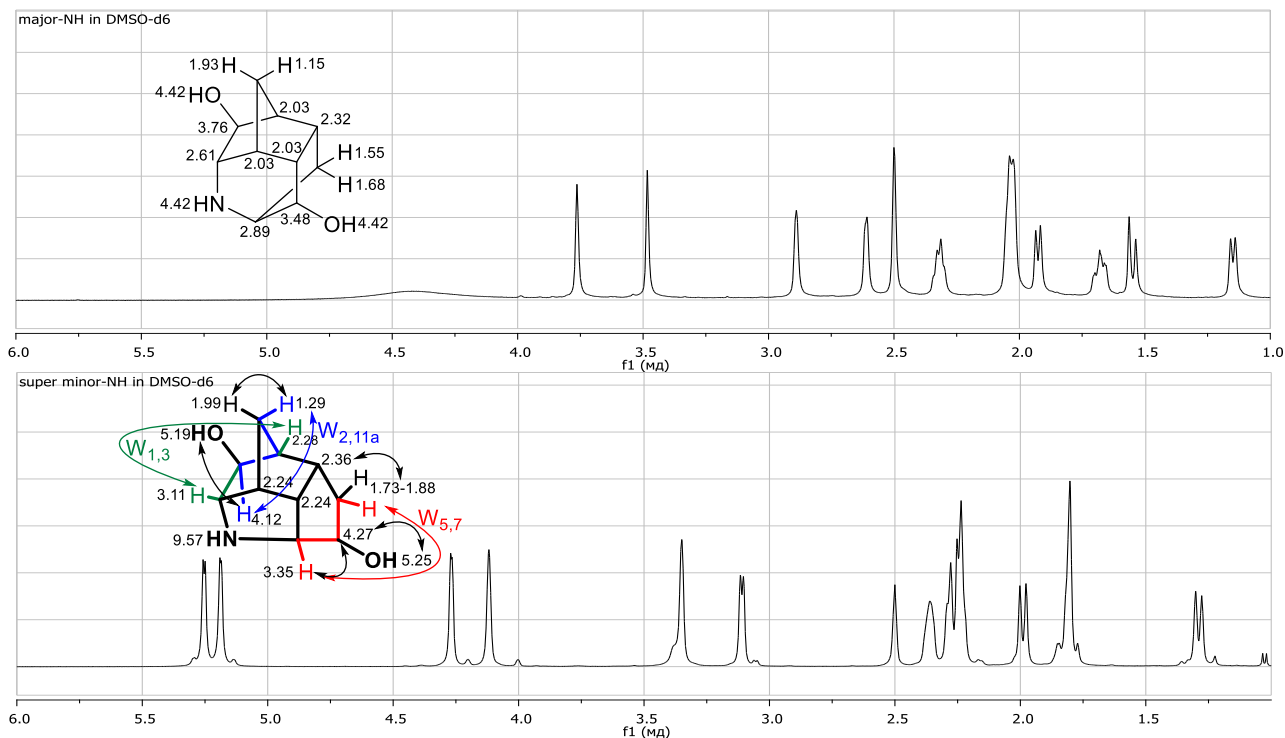 major-NH in DMSO-d6
1.93 H H 1.15
4.42 HO
2.03
3.76
2.32
2.61
2.03
2.03
H 1.55
H 1.68
4.42 HN
3.48
OH 4.42
2.89
6.0 5.5 5.0 4.5 4.0 3.5 3.0 2.5 2.0 1.5 1.0
f1 (мд)
super minor-NH in DMSO-d6
1.99 H H 1.29
5.19 HO
H
2.28
W2,11a
W1,3
2.36
H
1.73-1.88
3.11 H
2.24
2.24
H
W5,7
H
4.12
4.27
9.57 HN
OH 5.25
3.35 H
6.0 5.5 5.0 4.5 4.0 3.5 3.0 2.5 2.0 1.5
f1 (мд)